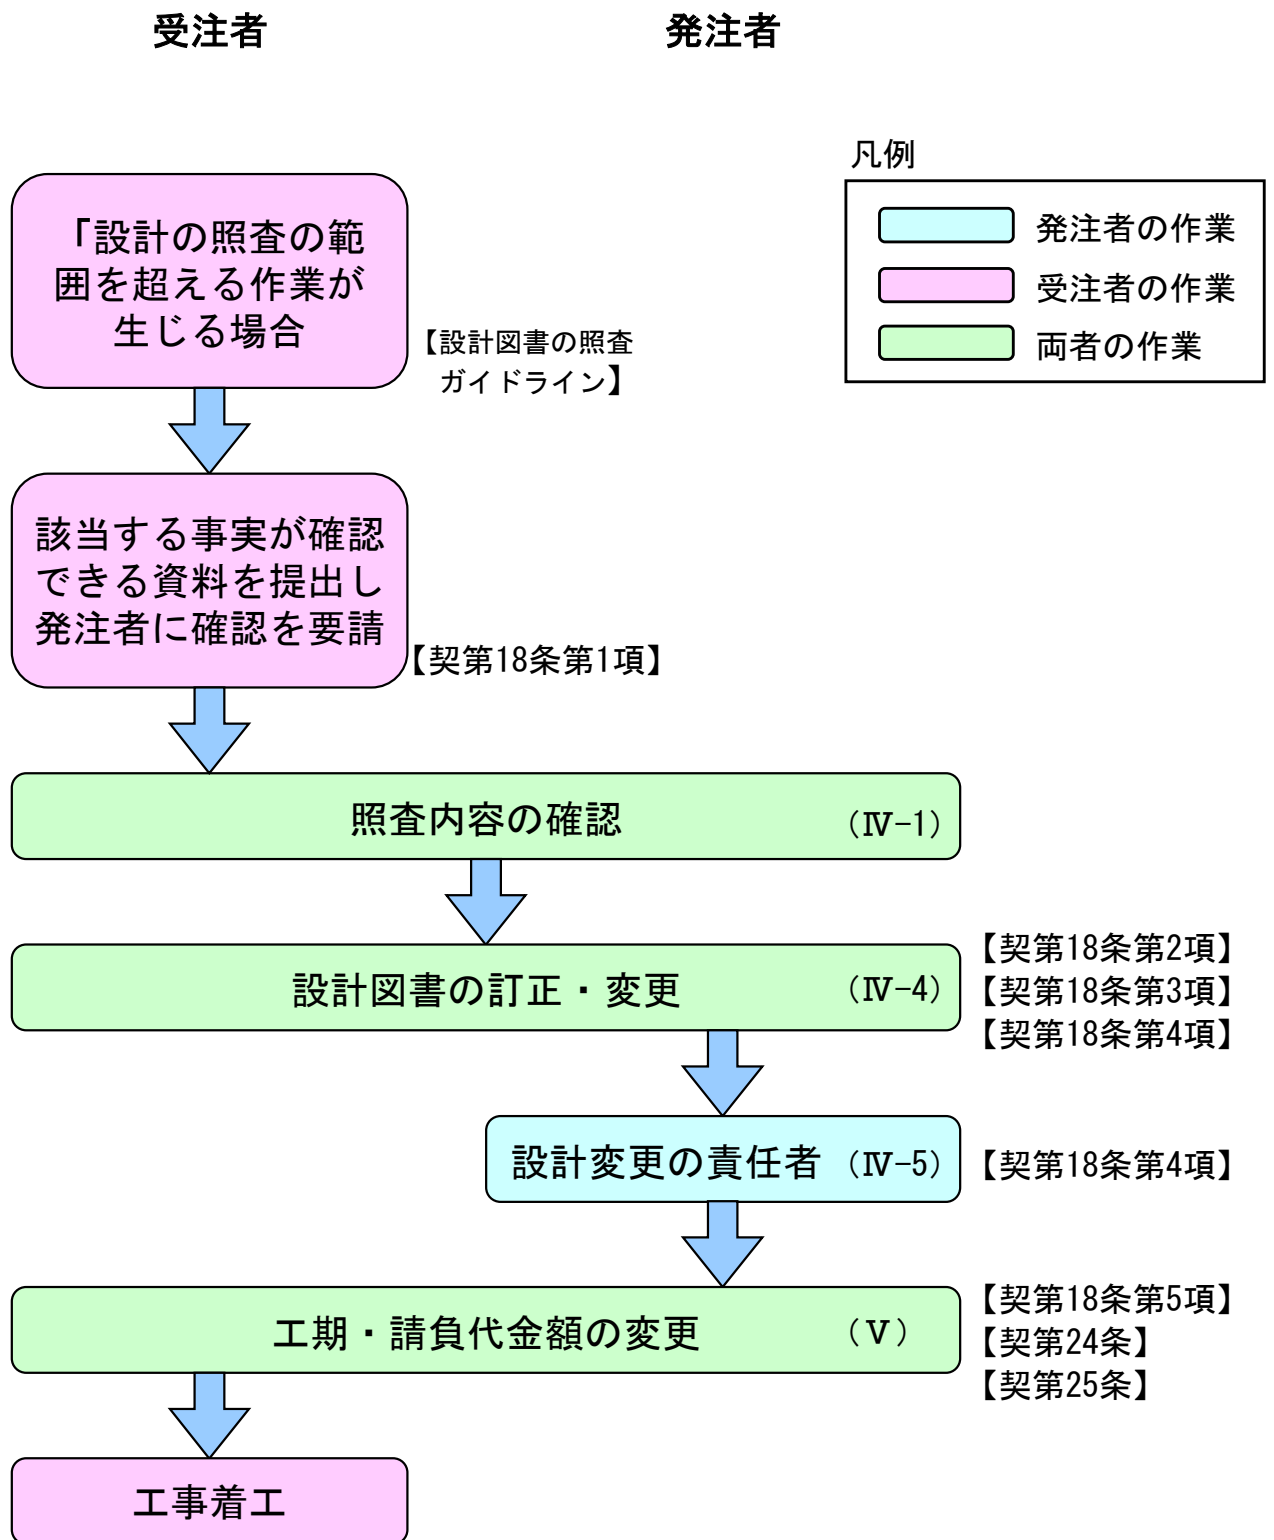 受注者
発注者
凡例
発注者の作業
受注者の作業
両者の作業
「設計の照査の範
囲を超える作業が
生じる場合
【設計図書の照査
ガイドライン】
該当する事実が確認
できる資料を提出し
発注者に確認を要請
【契第18条第1項】
照査内容の確認 (Ⅳ-1)
設計図書の訂正・変更 (Ⅳ-4)
【契第18条第2項】
【契第18条第3項】
【契第18条第4項】
設計変更の責任者 (Ⅳ-5) 【契第18条第4項】
工期・請負代金額の変更 (Ⅴ)
【契第18条第5項】
【契第24条】
【契第25条】
工事着工